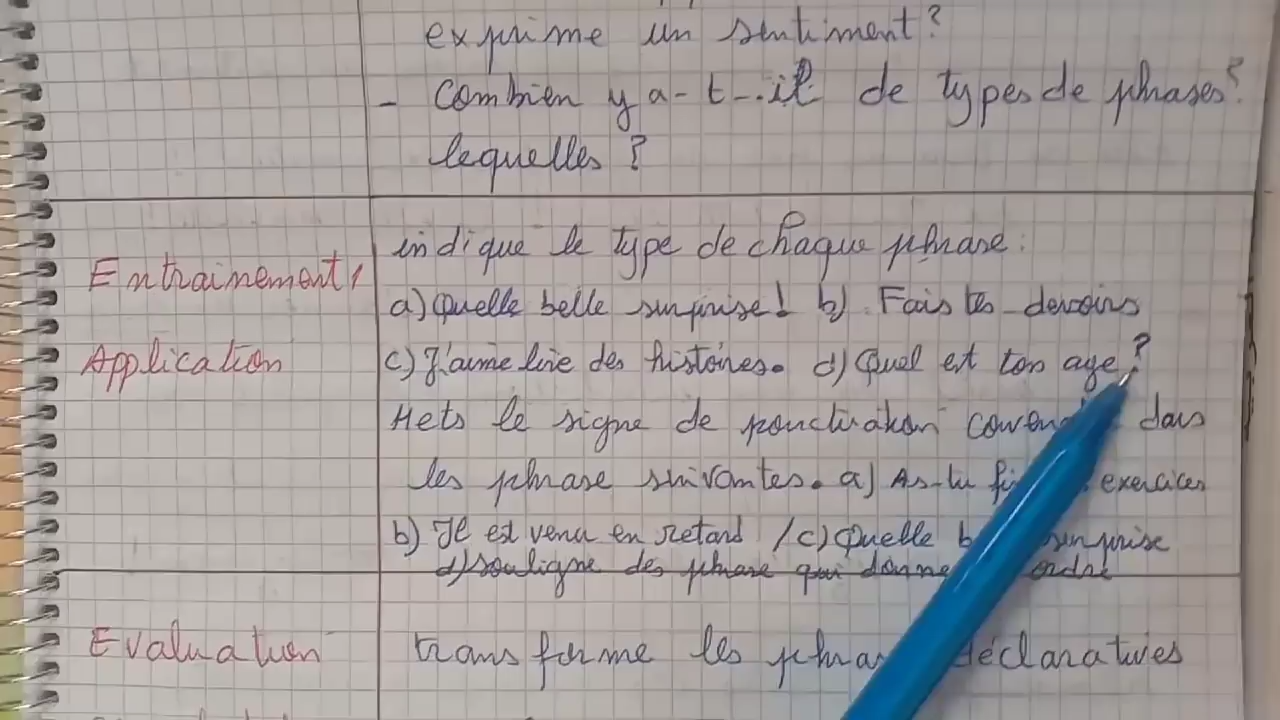 exprime un sentiment?
- Combien y a-t-il de types de phrases?
lequelles?
indique le type de chaque phrase:
Entrainement /
a) Quelle belle surprise! b) Fais tes devoirs
Application
c) J'aime lire des histoires. d) Quel est ton age?
Mets le signe de ponctuation dans
les phrase suivantes. a) As-tu exercices
b) Il est venu en retard / c) Quelle surprise
d) souligne des phrase qui donne ordre
Evaluation
transforme les déclaratives